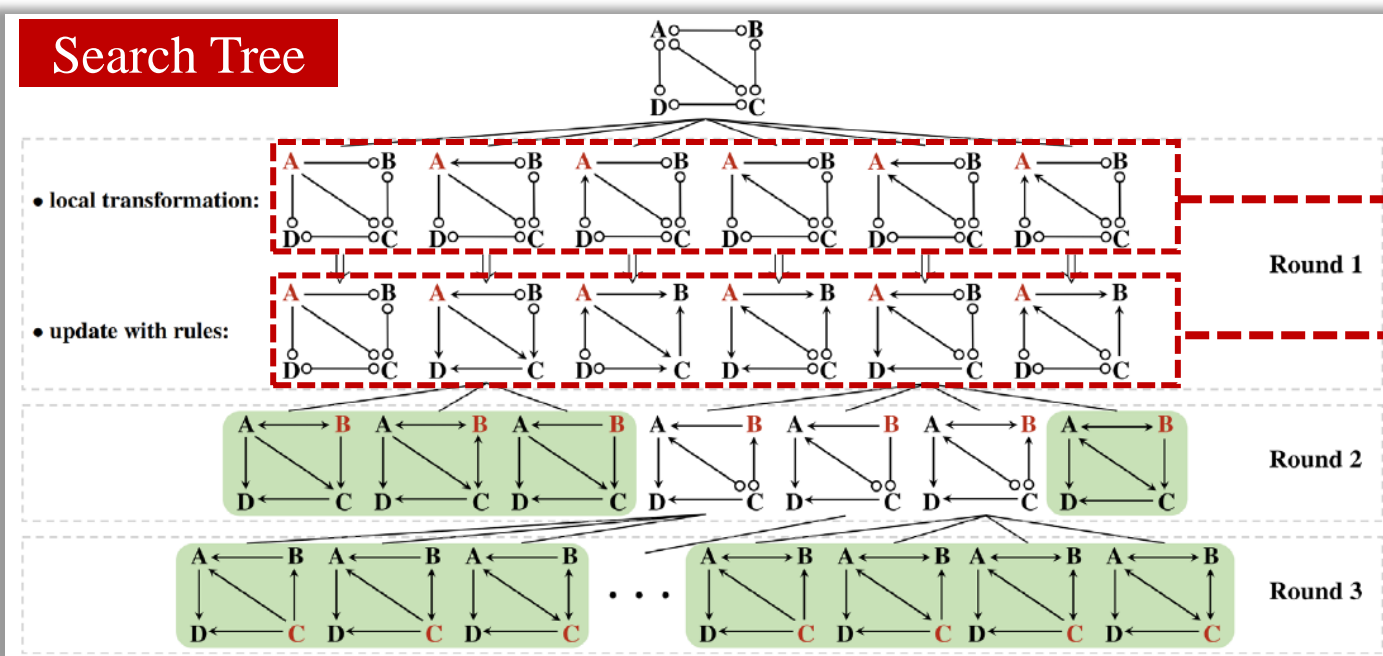 Search Tree
A B
D C
A B A B A B A B A B A B
• local transformation:
D C D C D C D C D C D C
Round 1
A B A B A B A B A B A B
• update with rules:
D C D C D C D C D C D C
A B A B A B A B A B A B A B
Round 2
D C D C D C D C D C D C D C
A B A B A B A B A B A B A B
Round 3
• • •
D C D C D C D C D C D C D C